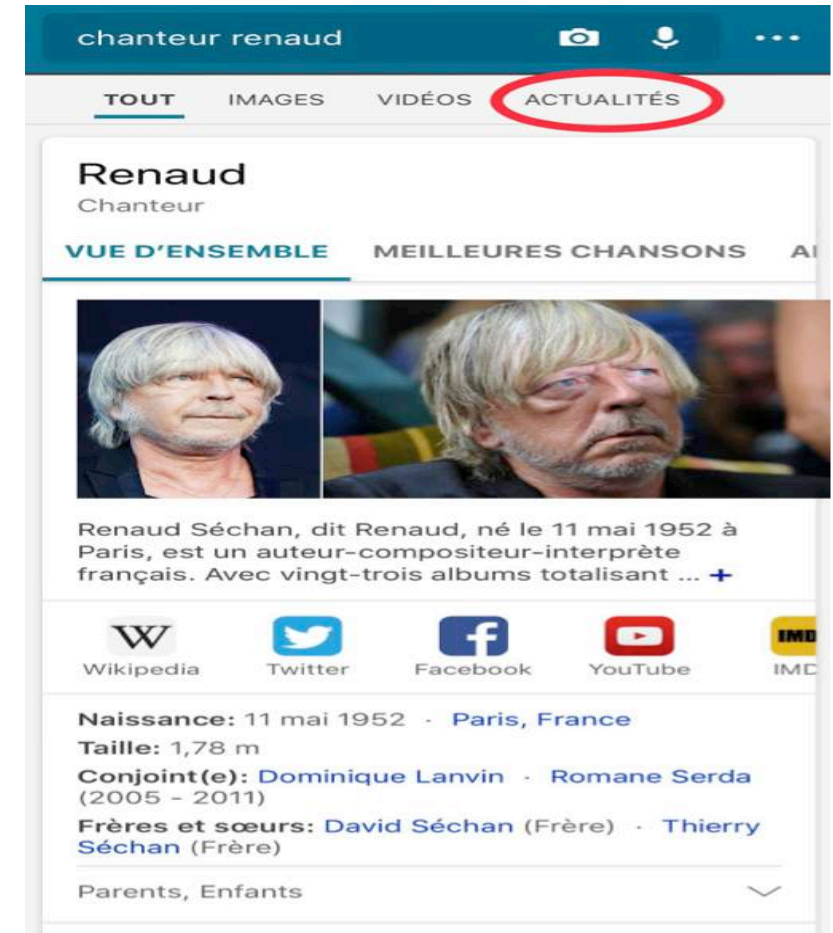 chanteur renaud
TOUT IMAGES VIDÉOS ACTUALITÉS
Renaud
Chanteur
VUE D'ENSEMBLE MEILLEURES CHANSONS
Renaud Séchan, dit Renaud, né le 11 mai 1952 à
Paris, est un auteur-compositeur-interprète
français. Avec vingt-trois albums totalisant ... +
W
Wikipedia Twitter Facebook YouTube
Naissance: 11 mai 1952 · Paris, France
Taille: 1,78 m
Conjoint(e): Dominique Lanvin · Romane Serda
(2005 - 2011)
Frères et sœurs: David Séchan (Frère) · Thierry
Séchan (Frère)
Parents, Enfants